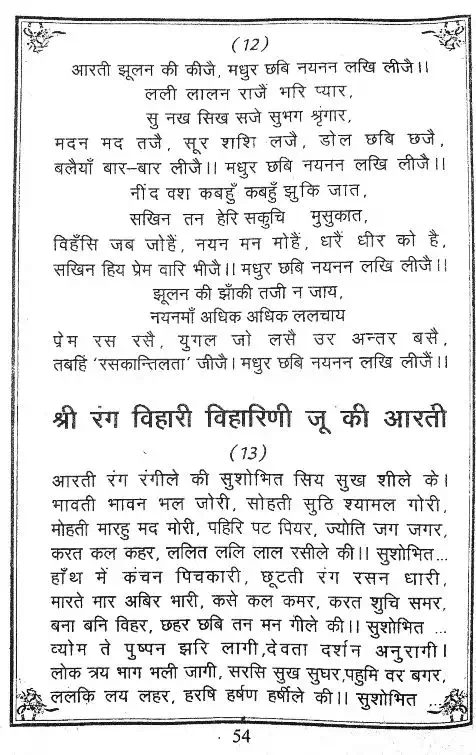 (12)
आरती झूलन की कीजै, मधुर छबि नयनन लखि लीजै।।
लली लालन राजैं भरि प्यार,
सु नख सिख सजे सुभग श्रृंगार,
मदन मद तजै, सूर शशि लजै, डोल छबि छजै,
बलैयाँ बार–बार लीजै।। मधुर छबि नयनन लखि लीजै।।
नींद वश कबहुँ कबहुँ झुकि जात,
सखिन तन हेरि सकुचि मुसुकात,
विहँसि जब जोहैं, नयन मन मोहैं, धरैं धीर को है,
सखिन हिय प्रेम वारि भीजै।। मधुर छबि नयनन लखि लीजै।।
झूलन की झाँकी तजी न जाय,
नयनमाँ अधिक अधिक ललचाय
प्रेम रस रसै, युगल जो लसै उर अन्तर बसै,
तबहिं ‘रसकान्तिलता’ जीजै। मधुर छबि नयनन लखि लीजैं।।
श्री रंग विहारी विहारिणी जू की आरती
(13)
आरती रंग रंगीले की सुशोभित सिय सुख शीले के।
भावती भावन भल जोरी, सोहती सुठि श्यामल गोरी,
मोहती मारहु मद मोरी, पहिरि पट पियर, ज्योति जग जगर,
करत कल कहर, ललित ललि लाल रसीले की।। सुशोभित...
हाँथ में कंचन पिचकारी, छूटती रंग रसन धारी,
मारते मार अबिर भारी, कसे कल कमर, करत शुचि समर,
बना बनि विहर, छहर छबि तन मन गीले की।। सुशोभित ...
व्योम ते पुष्पन झरि लागी,देवता दर्शन अनुरागी।
लोक त्रय भाग भली जागी, सरसि सुख सुघर,पहुमि वर बगर,
ललकि लय लहर, हरषि हर्षण हर्षीले की।। सुशोभित ...
54